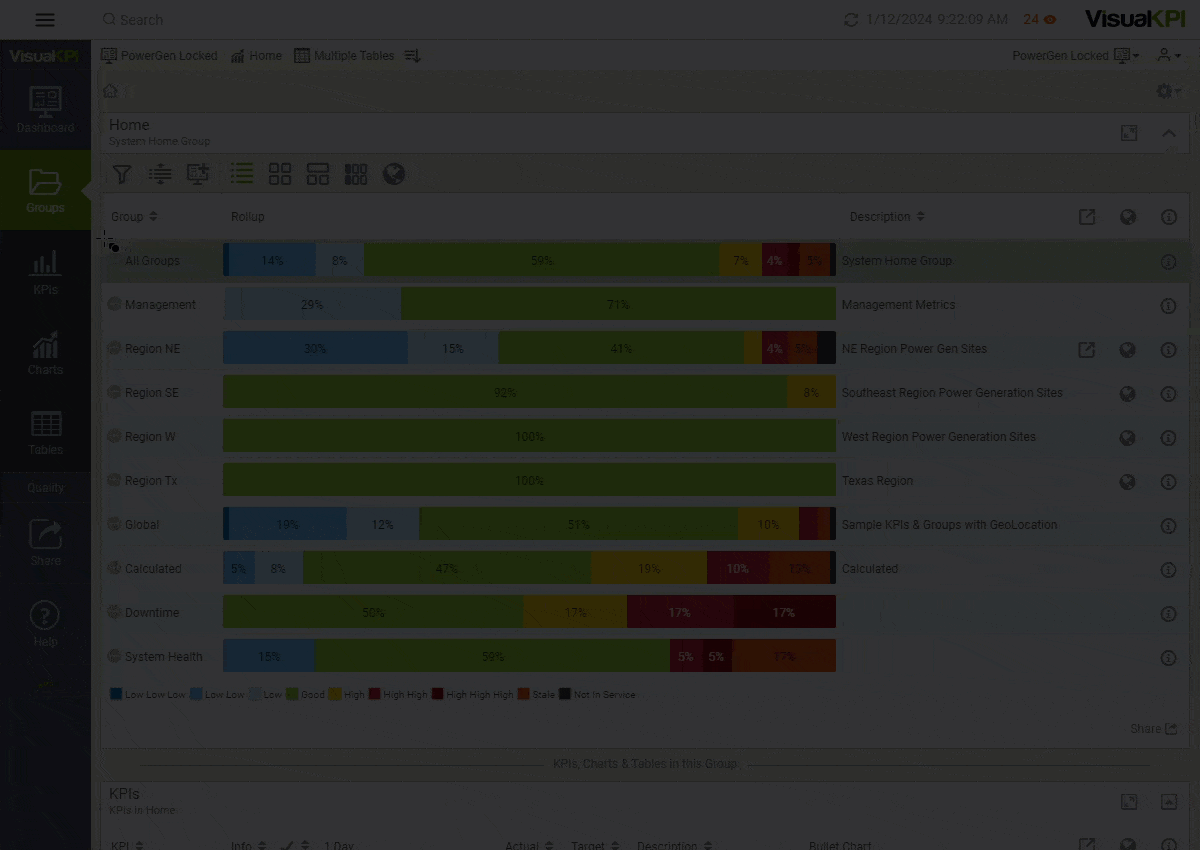 Search
1/12/2024 9:22:09 AM 24 VisualKPI
VisualKPI
PowerGen Locked Home Multiple Tables PowerGen Locked
Dashboard
Groups
KPIs
Charts
Tables
Quality
Share
Help
Home
System Home Group
Group Rollup Description
All Groups 14% 8% 59% 7% 4% 5% System Home Group
Management 29% 71% Management Metrics
Region NE 30% 15% 41% 4% 5% NE Region Power Gen Sites
Region SE 92% 8% Southeast Region Power Generation Sites
Region W 100% West Region Power Generation Sites
Region Tx 100% Texas Region
Global 19% 12% 51% 10% Sample KPIs & Groups with GeoLocation
Calculated 5% 8% 47% 19% 10% Calculated
Downtime 50% 17% 17% 17%
System Health 15% 59% 5% 5% 17%
Low Low Low Low Low Low Good High High High High High High Stale Not In Service
Share
KPIs, Charts & Tables in this Group
KPIs
KPIs in Home
KPI Info 1 Day Actual Target Description Bullet Chart